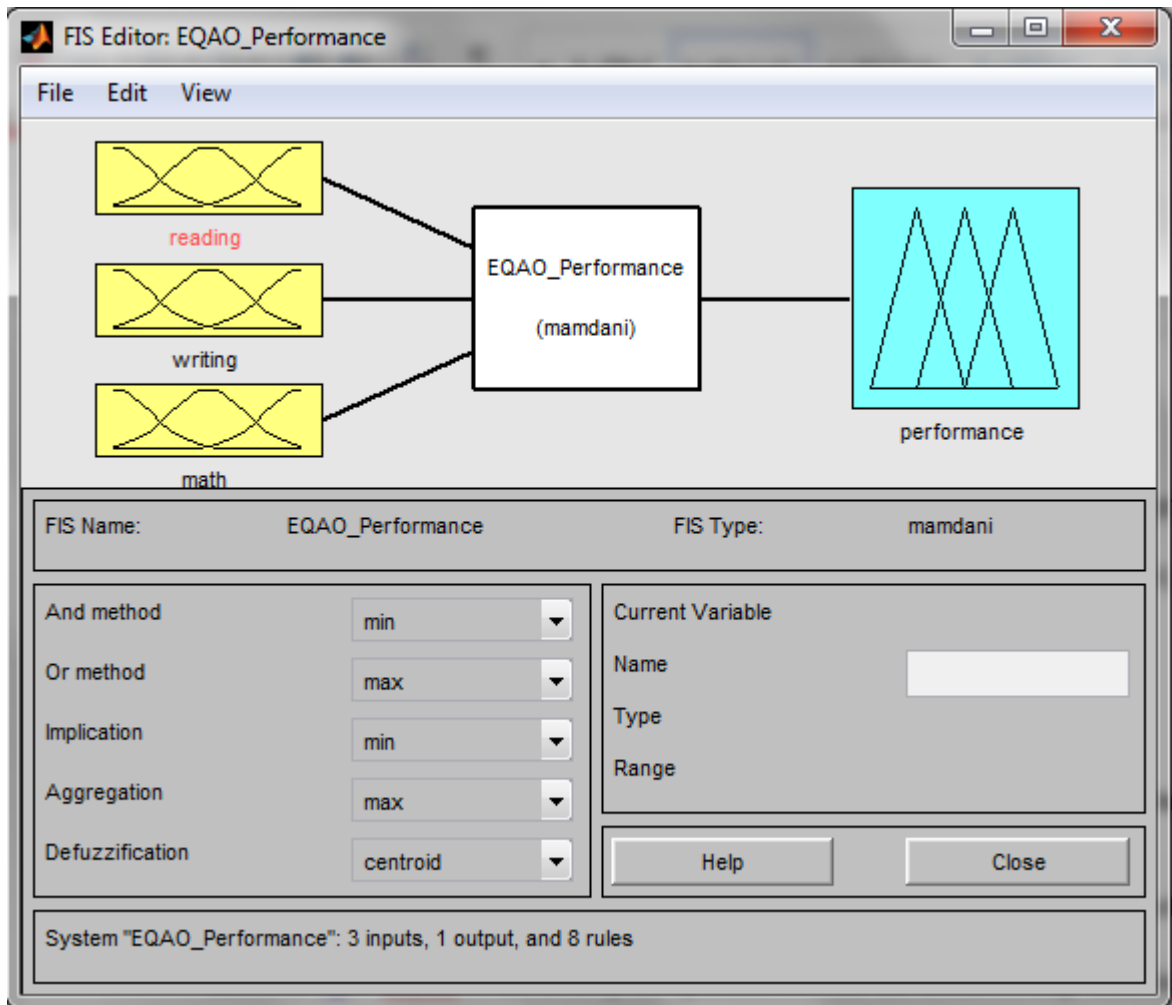 FIS Editor: EQAO_Performance
File Edit View
reading
writing
math
EQAO_Performance
(mamdani)
performance
FIS Name: EQAO_Performance FIS Type: mamdani
And method min
Or method max
Implication min
Aggregation max
Defuzzification centroid
Current Variable
Name
Type
Range
Help Close
System "EQAO_Performance": 3 inputs, 1 output, and 8 rules